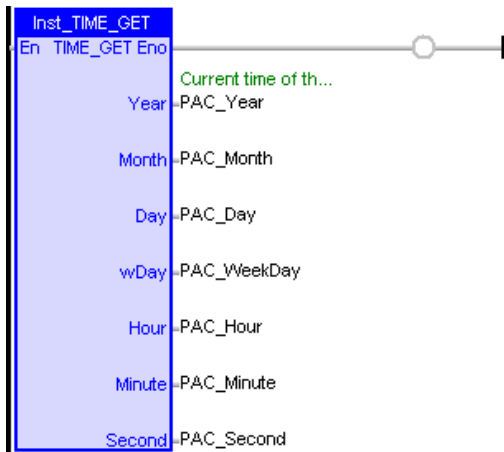 Inst_TIME_GET
En TIME_GET Eno
Current time of th...
Year PAC_Year
Month PAC_Month
Day PAC_Day
wDay PAC_WeekDay
Hour PAC_Hour
Minute PAC_Minute
Second PAC_Second